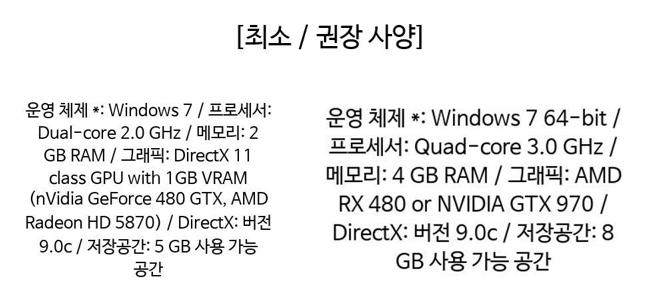 [최소 / 권장 사양]
운영 체제 *: Windows 7 / 프로세서:
Dual-core 2.0 GHz / 메모리: 2
GB RAM / 그래픽: DirectX 11
class GPU with 1GB VRAM
(nVidia GeForce 480 GTX, AMD
Radeon HD 5870) / DirectX: 버전
9.0c / 저장공간: 5 GB 사용 가능
공간
운영 체제 *: Windows 7 64-bit /
프로세서: Quad-core 3.0 GHz /
메모리: 4 GB RAM / 그래픽: AMD
RX 480 or NVIDIA GTX 970 /
DirectX: 버전 9.0c / 저장공간: 8
GB 사용 가능 공간